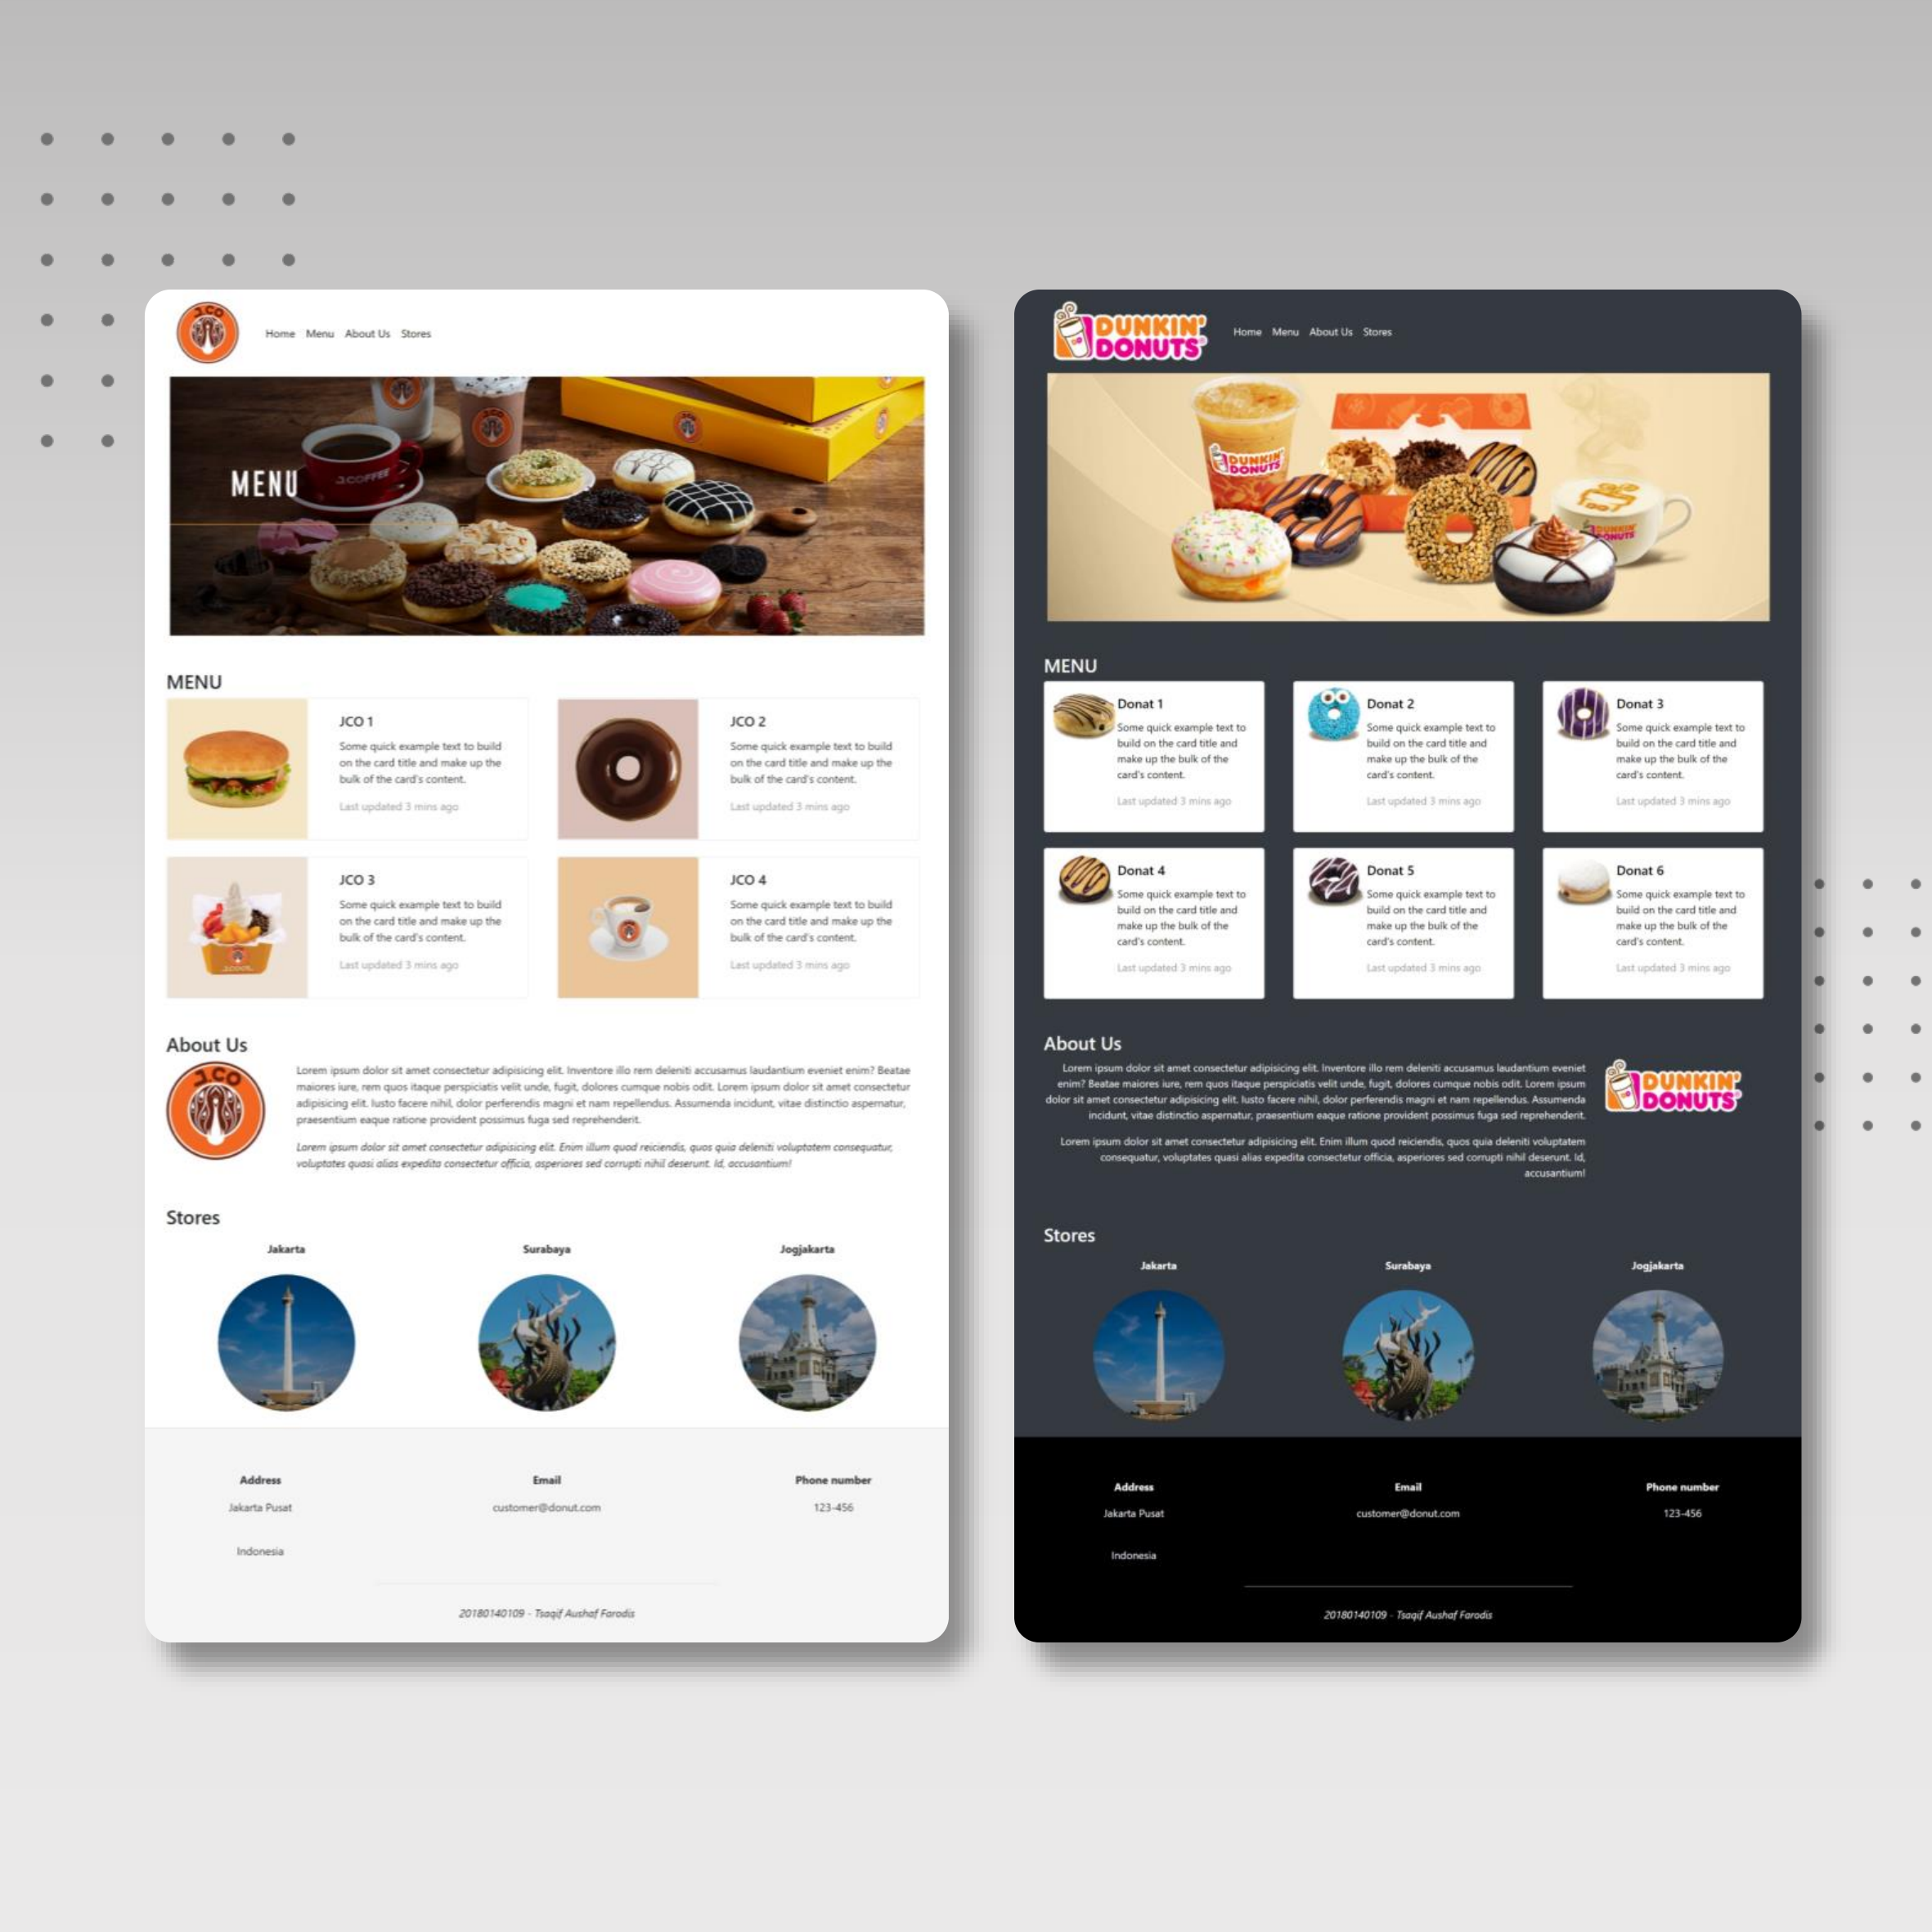 J.CO
Home Menu About Us Stores
J.COFFEE
MENU
MENU
JCO 1
Some quick example text to build
on the card title and make up the
bulk of the card's content.
Last updated 3 mins ago
JCO 2
Some quick example text to build
on the card title and make up the
bulk of the card's content.
Last updated 3 mins ago
JCO 3
Some quick example text to build
on the card title and make up the
bulk of the card's content.
Last updated 3 mins ago
J.COOL
JCO 4
Some quick example text to build
on the card title and make up the
bulk of the card's content.
Last updated 3 mins ago
About Us
J.CO
Lorem ipsum dolor sit amet consectetur adipisicing elit. Inventore illo rem deleniti accusamus laudantium eveniet enim? Beatae
maiores iure, rem quos itaque perspiciatis velit unde, fugit, dolores cumque nobis odit. Lorem ipsum dolor sit amet consectetur
adipisicing elit. Iusto facere nihil, dolor perferendis magni et nam repellendus. Assumenda incidunt, vitae distinctio aspernatur,
praesentium eaque ratione provident possimus fuga sed reprehenderit.
Lorem ipsum dolor sit amet consectetur adipisicing elit. Enim illum quod reiciendis, quos quia deleniti voluptatem consequatur,
voluptates quasi alias expedita consectetur officia, asperiores sed corrupti nihil deserunt. Id, accusantium!
Stores
Jakarta Surabaya Jogjakarta
Address Email Phone number
Jakarta Pusat customer@donut.com 123-456
Indonesia
20180140109 - Tsaqif Aushaf Farodis
DUNKIN'
DONUTS
Home Menu About Us Stores
DUNKIN'
DONUTS
DUNKIN'
DONUTS
MENU
Donat 1
Some quick example text to
build on the card title and
make up the bulk of the
card's content.
Last updated 3 mins ago
Donat 2
Some quick example text to
build on the card title and
make up the bulk of the
card's content.
Last updated 3 mins ago
Donat 3
Some quick example text to
build on the card title and
make up the bulk of the
card's content.
Last updated 3 mins ago
Donat 4
Some quick example text to
build on the card title and
make up the bulk of the
card's content.
Last updated 3 mins ago
Donat 5
Some quick example text to
build on the card title and
make up the bulk of the
card's content.
Last updated 3 mins ago
Donat 6
Some quick example text to
build on the card title and
make up the bulk of the
card's content.
Last updated 3 mins ago
About Us
Lorem ipsum dolor sit amet consectetur adipisicing elit. Inventore illo rem deleniti accusamus laudantium eveniet
enim? Beatae maiores iure, rem quos itaque perspiciatis velit unde, fugit, dolores cumque nobis odit. Lorem ipsum
dolor sit amet consectetur adipisicing elit. Iusto facere nihil, dolor perferendis magni et nam repellendus. Assumenda
incidunt, vitae distinctio aspernatur, praesentium eaque ratione provident possimus fuga sed reprehenderit.
Lorem ipsum dolor sit amet consectetur adipisicing elit. Enim illum quod reiciendis, quos quia deleniti voluptatem
consequatur, voluptates quasi alias expedita consectetur officia, asperiores sed corrupti nihil deserunt. Id,
accusantium!
DUNKIN'
DONUTS
Stores
Jakarta Surabaya Jogjakarta
Address Email Phone number
Jakarta Pusat customer@donut.com 123-456
Indonesia
20180140109 - Tsaqif Aushaf Farodis